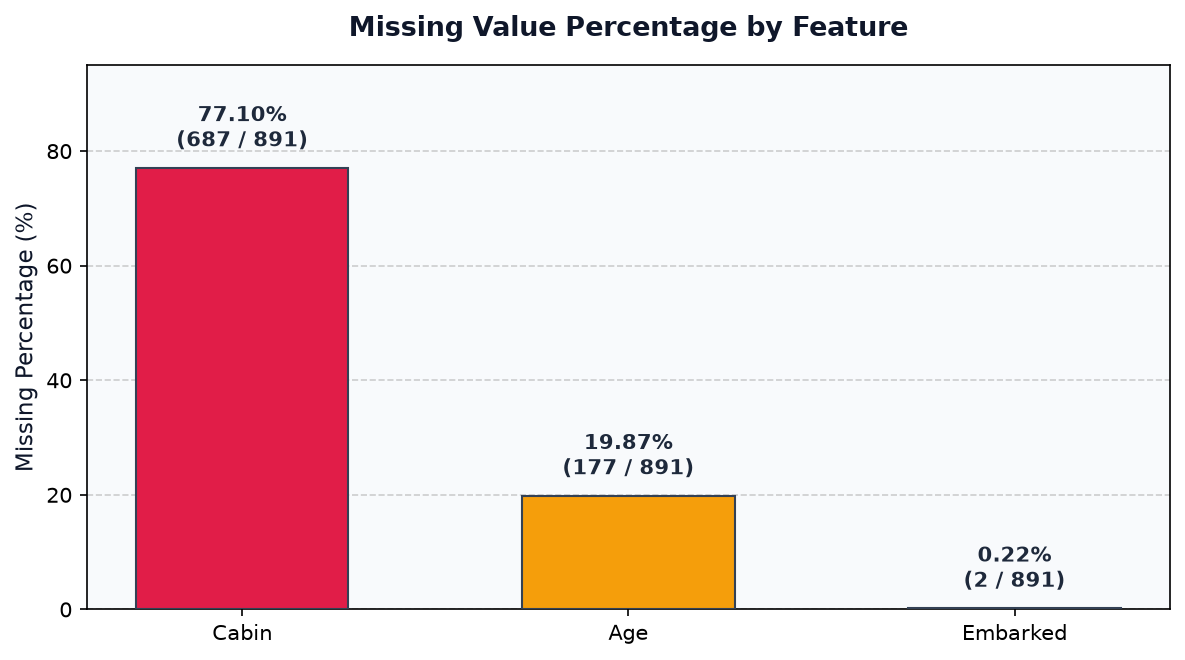 Missing Value Percentage by Feature
Missing Percentage (%)
80
60
40
20
0
77.10%
(687 / 891)
19.87%
(177 / 891)
0.22%
(2 / 891)
Cabin
Age
Embarked